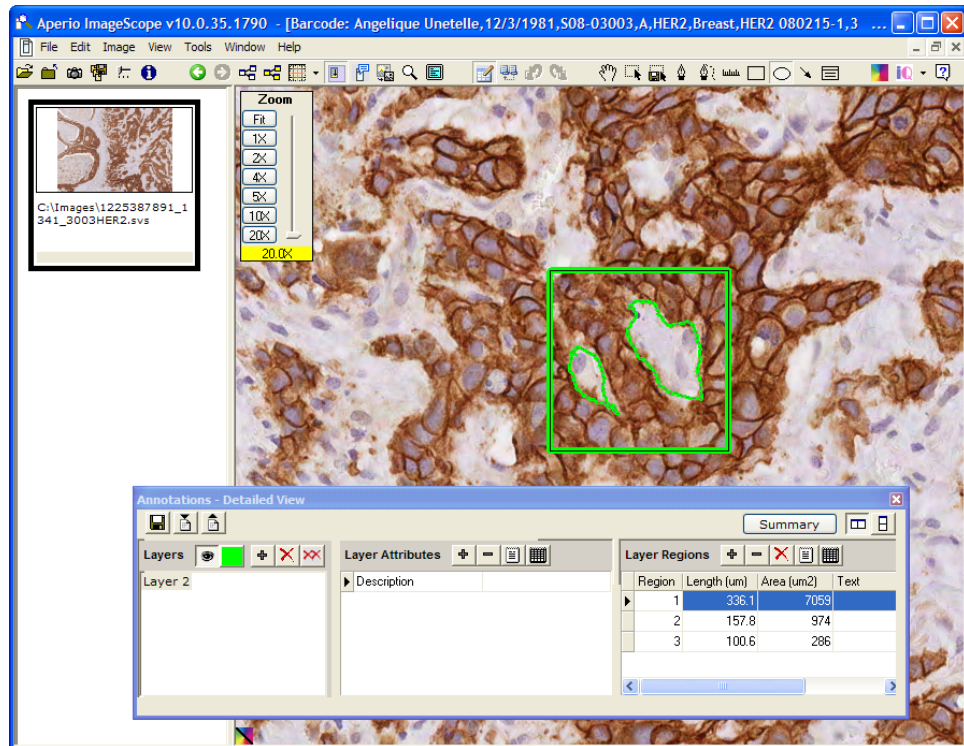 Aperio ImageScope v10.0.35.1790 - [Barcode: Angelique Unetelle,12/3/1981,S08-03003,A,HER2,Breast,HER2 080215-1,3 ...
File Edit Image View Tools Window Help
iQ
Zoom
Fit
1X
2X
4X
5X
10X
20X
20.0X
C:\Images\1225387891_1
341_3003HER2.svs
Annotations - Detailed View
Summary
Layers
Layer Attributes
Layer Regions
Layer 2
Description
Region Length (um) Area (um2) Text
1 336.1 7059
2 157.8 974
3 100.6 286